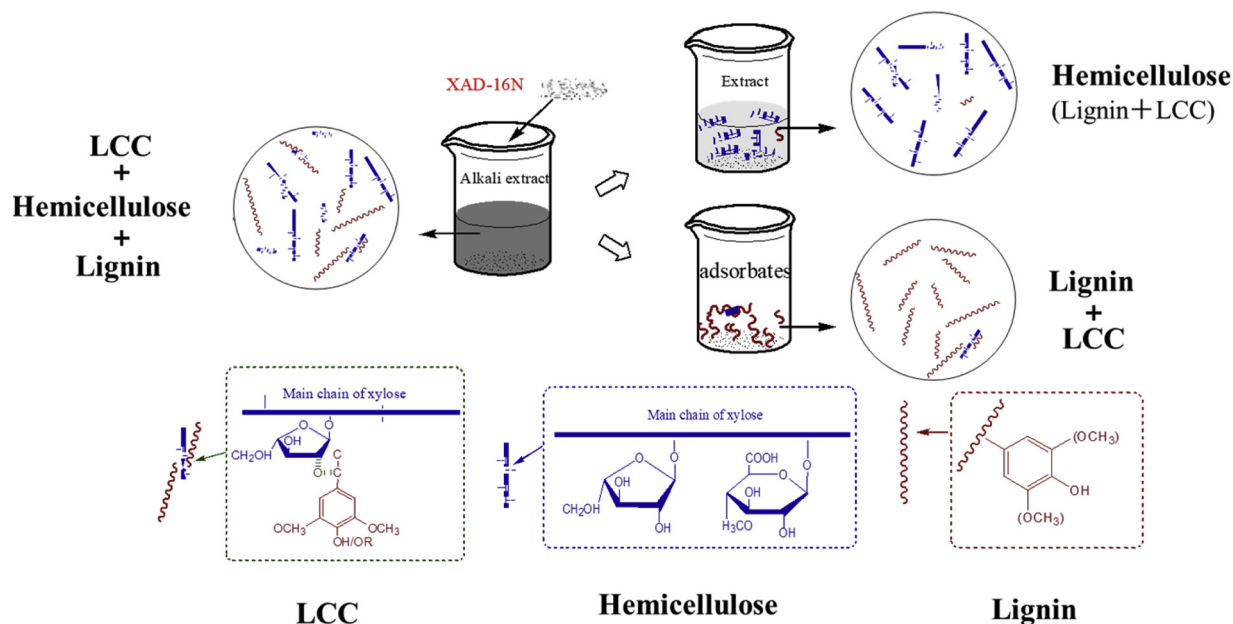 XAD-16N
Alkali extract
LCC
+
Hemicellulose
+
Lignin
Extract
Hemicellulose
(Lignin+LCC)
adsorbates
Lignin
+
LCC
Main chain of xylose
O
O
OH
CH2OH
O
C
C
OCH3
OCH3
OH/OR
LCC
Main chain of xylose
O
O
OH
CH2OH
OH
COOH
O
O
OH
H3CO
OH
Hemicellulose
(OCH3)
OH
(OCH3)
Lignin